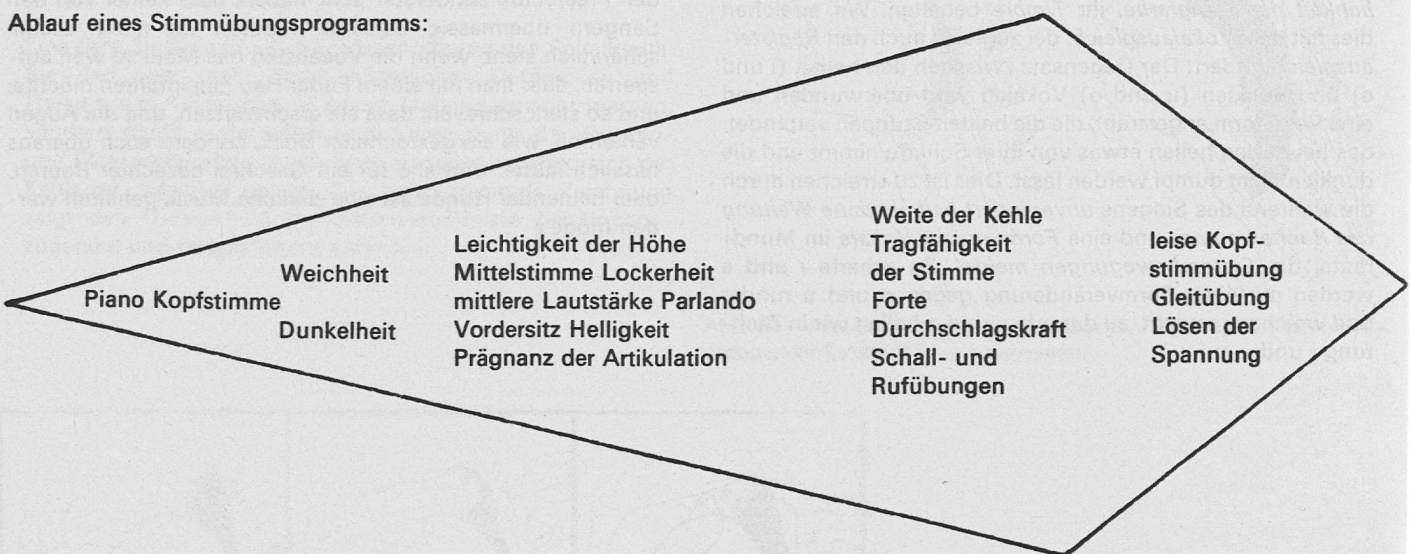 Ablauf eines Stimmübungsprogramms:
Piano Kopfstimme
Weichheit
Dunkelheit
Leichtigkeit der Höhe
Mittelstimme Lockerheit
mittlere Lautstärke Parlando
Vordersitz Helligkeit
Prägnanz der Artikulation
Weite der Kehle
Tragfähigkeit
der Stimme
Forte
Durchschlagskraft
Schall- und
Rufübungen
leise Kopf-
stimmübung
Gleitübung
Lösen der
Spannung